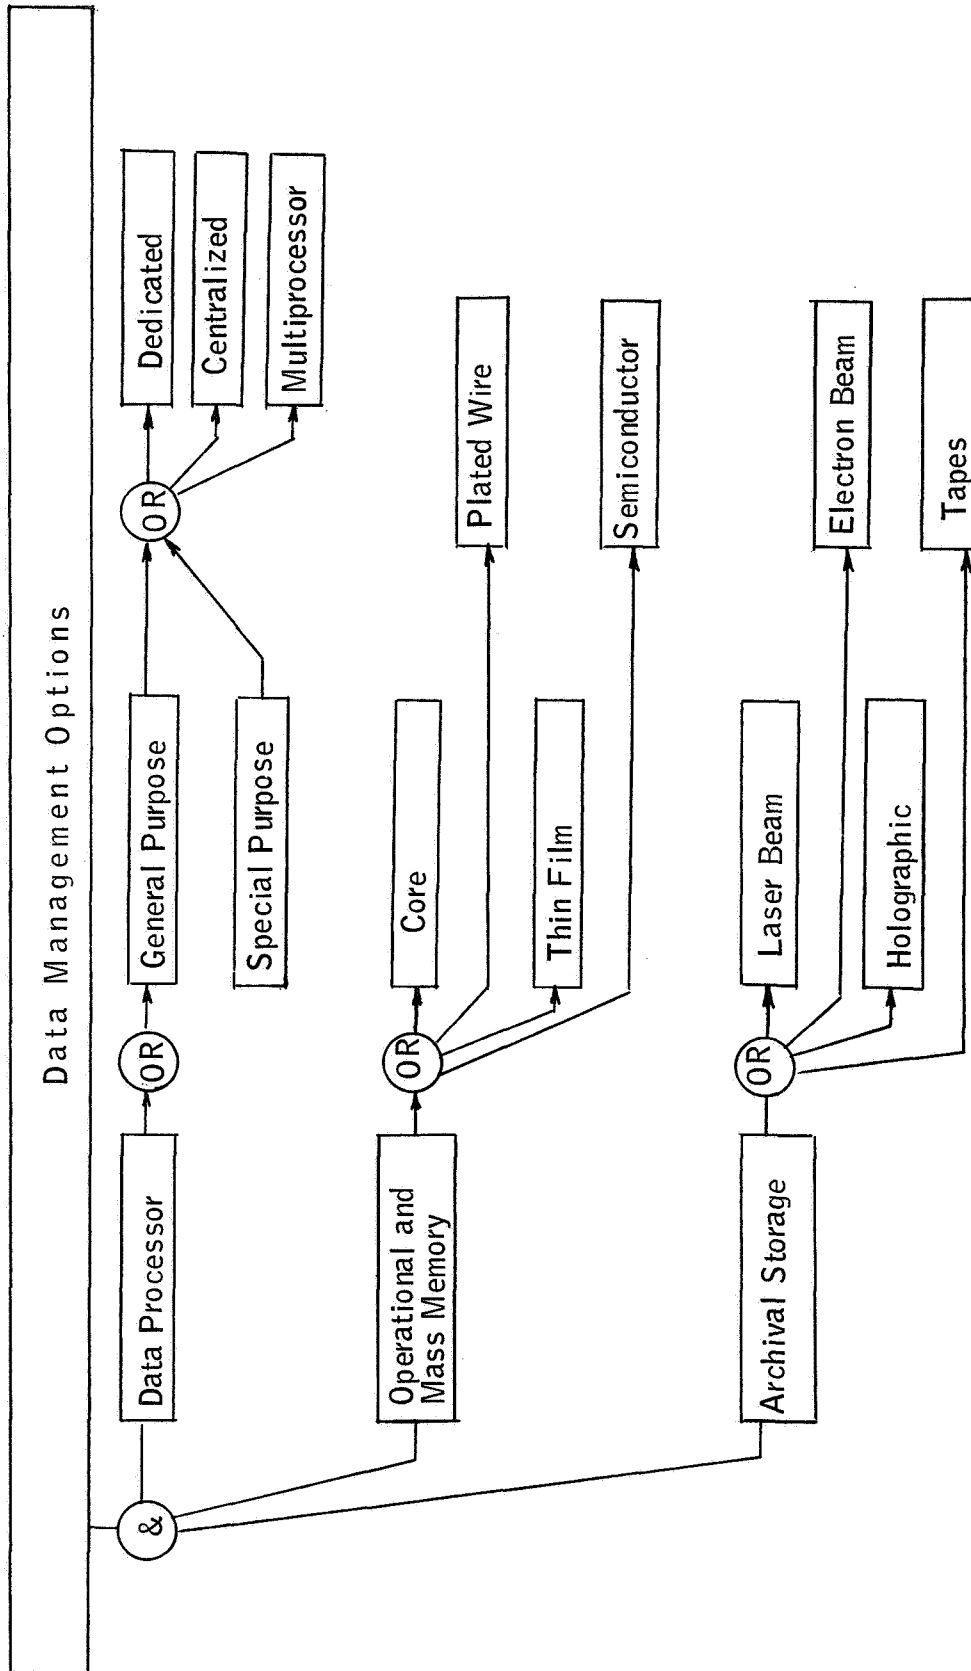 Data Management Options
&
Data Processor
OR
General Purpose
Special Purpose
OR
Dedicated
Centralized
Multiprocessor
Operational and
Mass Memory
OR
Core
Plated Wire
Thin Film
Semiconductor
Archival Storage
OR
Laser Beam
Electron Beam
Holographic
Tapes